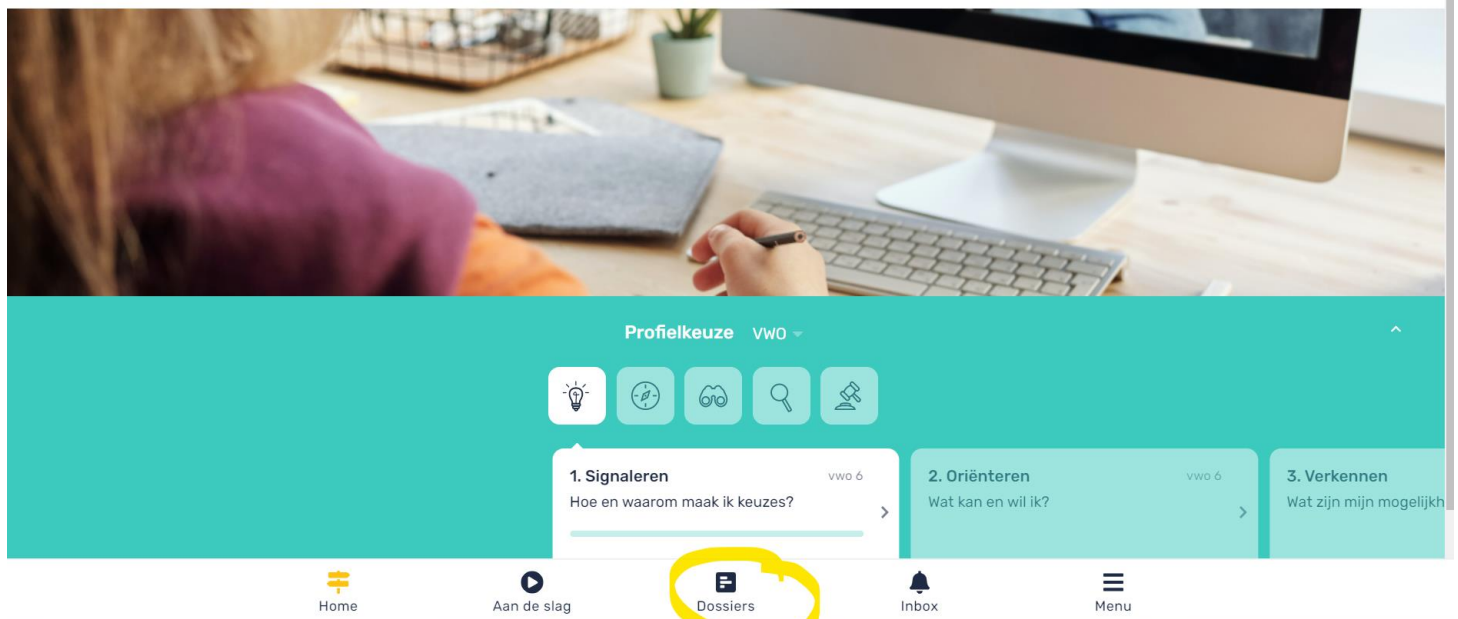 Profielkeuze VWO
1. Signaleren vwo 6
Hoe en waarom maak ik keuzes?
2. Oriënteren vwo 6
Wat kan en wil ik?
3. Verkennen
Wat zijn mijn mogelijkh
Home
Aan de slag
Dossiers
Inbox
Menu